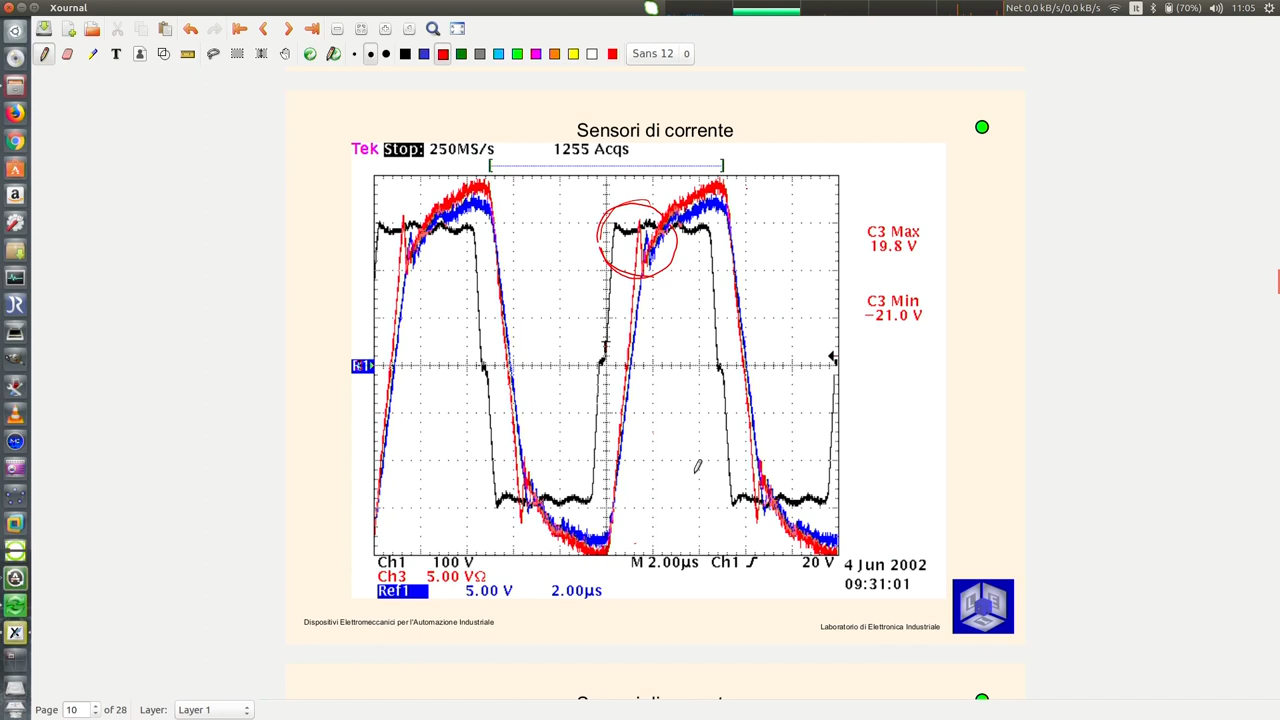 Xournal
Net 0,0 kB/s/0,0 kB/s
It
(70%)
11:05
T
Sans 12
0
Sensori di corrente
Tek Stop: 250MS/s
1255 Acqs
C3 Max
19.8 V
C3 Min
-21.0 V
Ch1 100 V
M 2.00µs Ch1
20 V
Ch3 5.00 VΩ
Ref1 5.00 V 2.00µs
4 Jun 2002
09:31:01
Dispositivi Elettromeccanici per l'Automazione Industriale
Laboratorio di Elettronica Industriale
Page 10 of 28
Layer: Layer 1